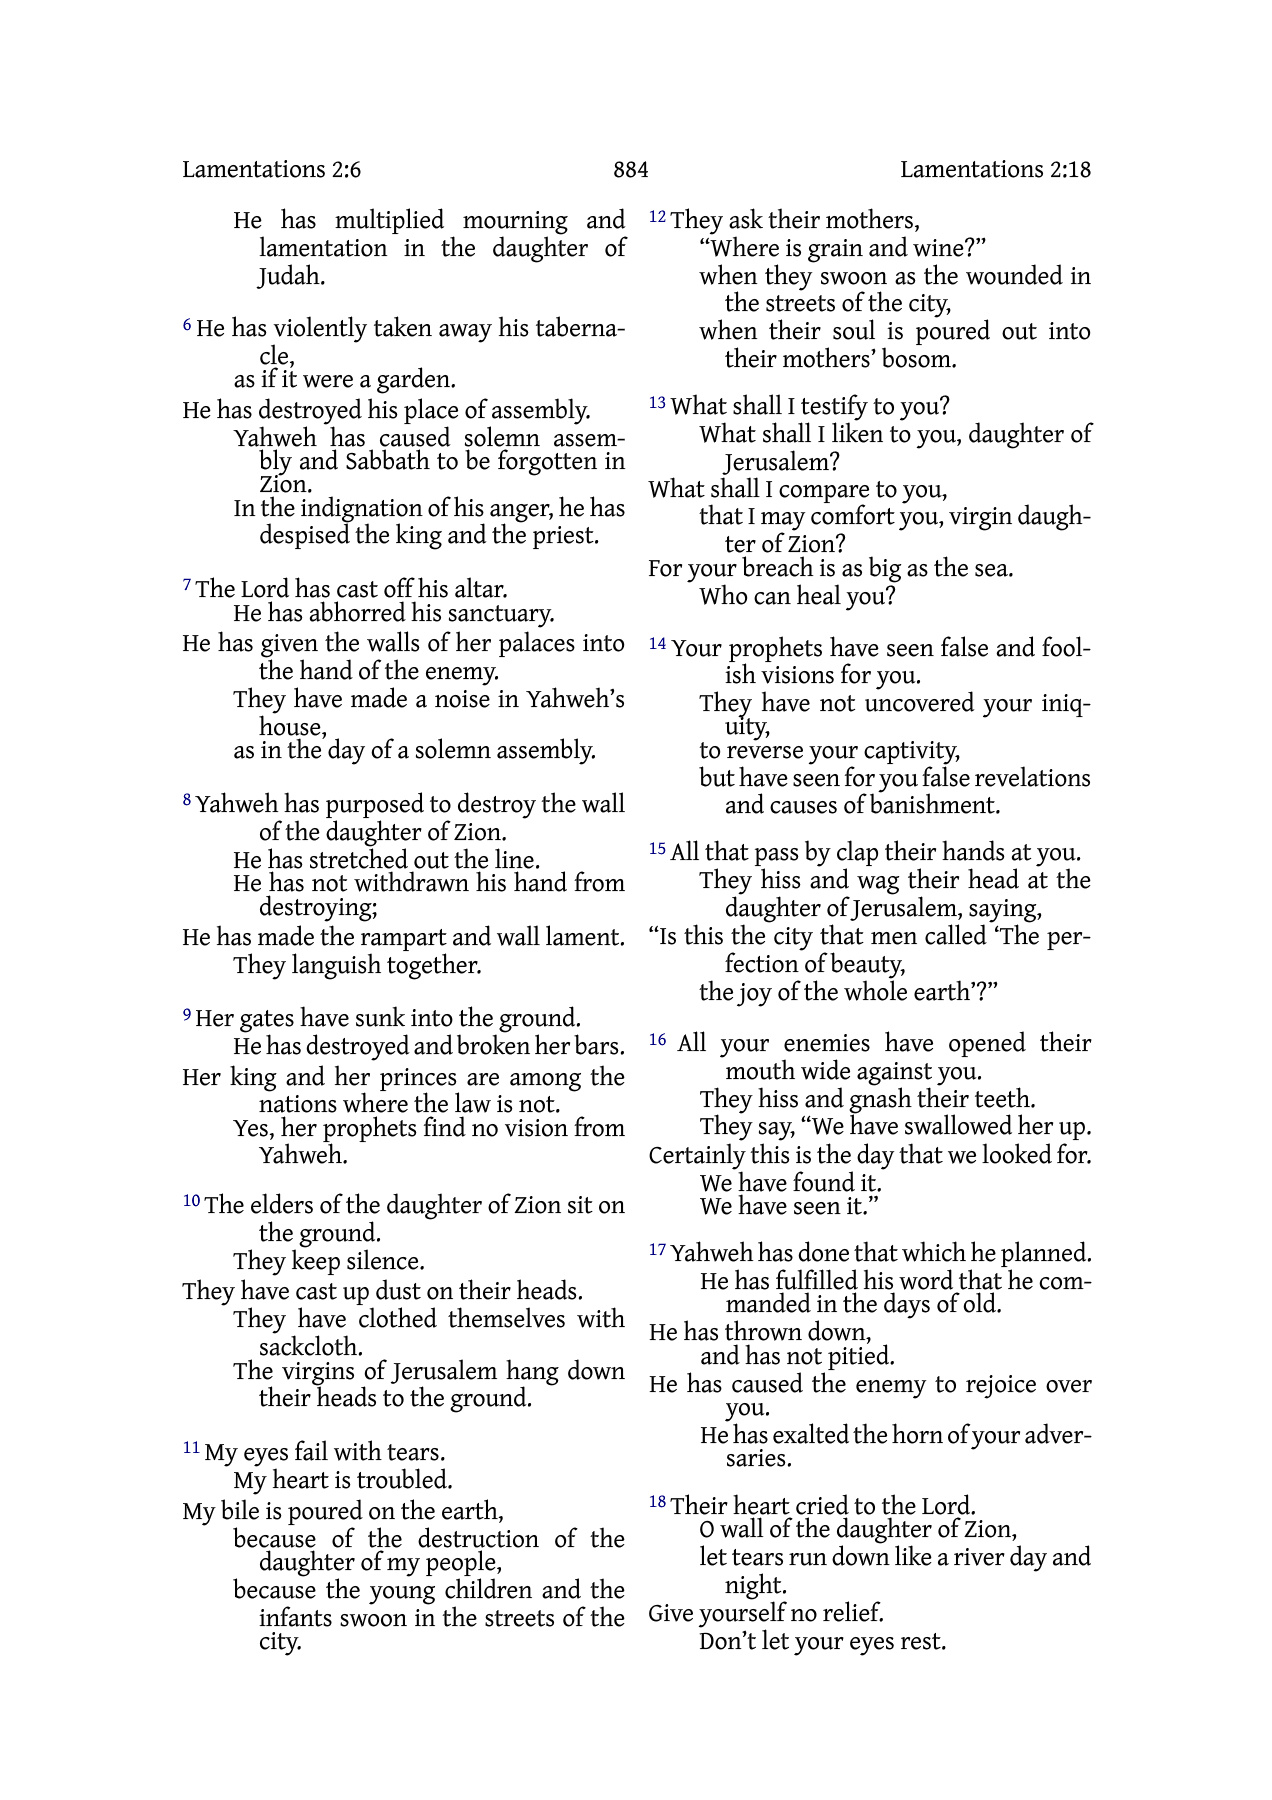 Lamentations 2:6 884 Lamentations 2:18
He has multiplied mourning and
lamentation in the daughter of
Judah.
6 He has violently taken away his taberna-
cle,
as if it were a garden.
He has destroyed his place of assembly.
Yahweh has caused solemn assem-
bly and Sabbath to be forgotten in
Zion.
In the indignation of his anger, he has
despised the king and the priest.
7 The Lord has cast off his altar.
He has abhorred his sanctuary.
He has given the walls of her palaces into
the hand of the enemy.
They have made a noise in Yahweh’s
house,
as in the day of a solemn assembly.
8 Yahweh has purposed to destroy the wall
of the daughter of Zion.
He has stretched out the line.
He has not withdrawn his hand from
destroying;
He has made the rampart and wall lament.
They languish together.
9 Her gates have sunk into the ground.
He has destroyed and broken her bars.
Her king and her princes are among the
nations where the law is not.
Yes, her prophets find no vision from
Yahweh.
10 The elders of the daughter of Zion sit on
the ground.
They keep silence.
They have cast up dust on their heads.
They have clothed themselves with
sackcloth.
The virgins of Jerusalem hang down
their heads to the ground.
11 My eyes fail with tears.
My heart is troubled.
My bile is poured on the earth,
because of the destruction of the
daughter of my people,
because the young children and the
infants swoon in the streets of the
city.
12 They ask their mothers,
“Where is grain and wine?”
when they swoon as the wounded in
the streets of the city,
when their soul is poured out into
their mothers’ bosom.
13 What shall I testify to you?
What shall I liken to you, daughter of
Jerusalem?
What shall I compare to you,
that I may comfort you, virgin daugh-
ter of Zion?
For your breach is as big as the sea.
Who can heal you?
14 Your prophets have seen false and fool-
ish visions for you.
They have not uncovered your iniq-
uity,
to reverse your captivity,
but have seen for you false revelations
and causes of banishment.
15 All that pass by clap their hands at you.
They hiss and wag their head at the
daughter of Jerusalem, saying,
“Is this the city that men called ‘The per-
fection of beauty,
the joy of the whole earth’?”
16 All your enemies have opened their
mouth wide against you.
They hiss and gnash their teeth.
They say, “We have swallowed her up.
Certainly this is the day that we looked for.
We have found it.
We have seen it.”
17 Yahweh has done that which he planned.
He has fulfilled his word that he com-
manded in the days of old.
He has thrown down,
and has not pitied.
He has caused the enemy to rejoice over
you.
He has exalted the horn of your adver-
saries.
18 Their heart cried to the Lord.
O wall of the daughter of Zion,
let tears run down like a river day and
night.
Give yourself no relief.
Don’t let your eyes rest.